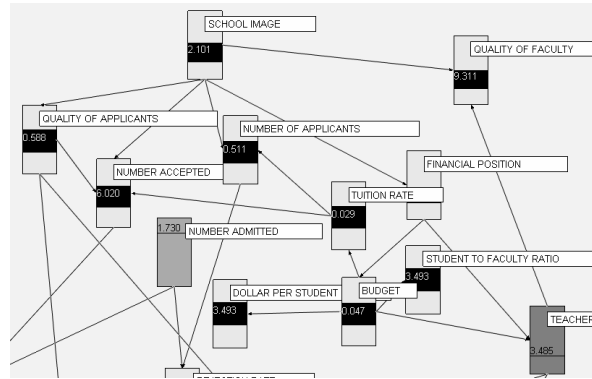 SCHOOL IMAGE
2.101
QUALITY OF FACULTY
9.311
QUALITY OF APPLICANTS
0.588
NUMBER OF APPLICANTS
0.511
NUMBER ACCEPTED
6.020
FINANCIAL POSITION
TUITION RATE
0.029
1.730
NUMBER ADMITTED
STUDENT TO FACULTY RATIO
3.493
DOLLAR PER STUDENT
3.493
BUDGET
0.047
TEACHER
3.485